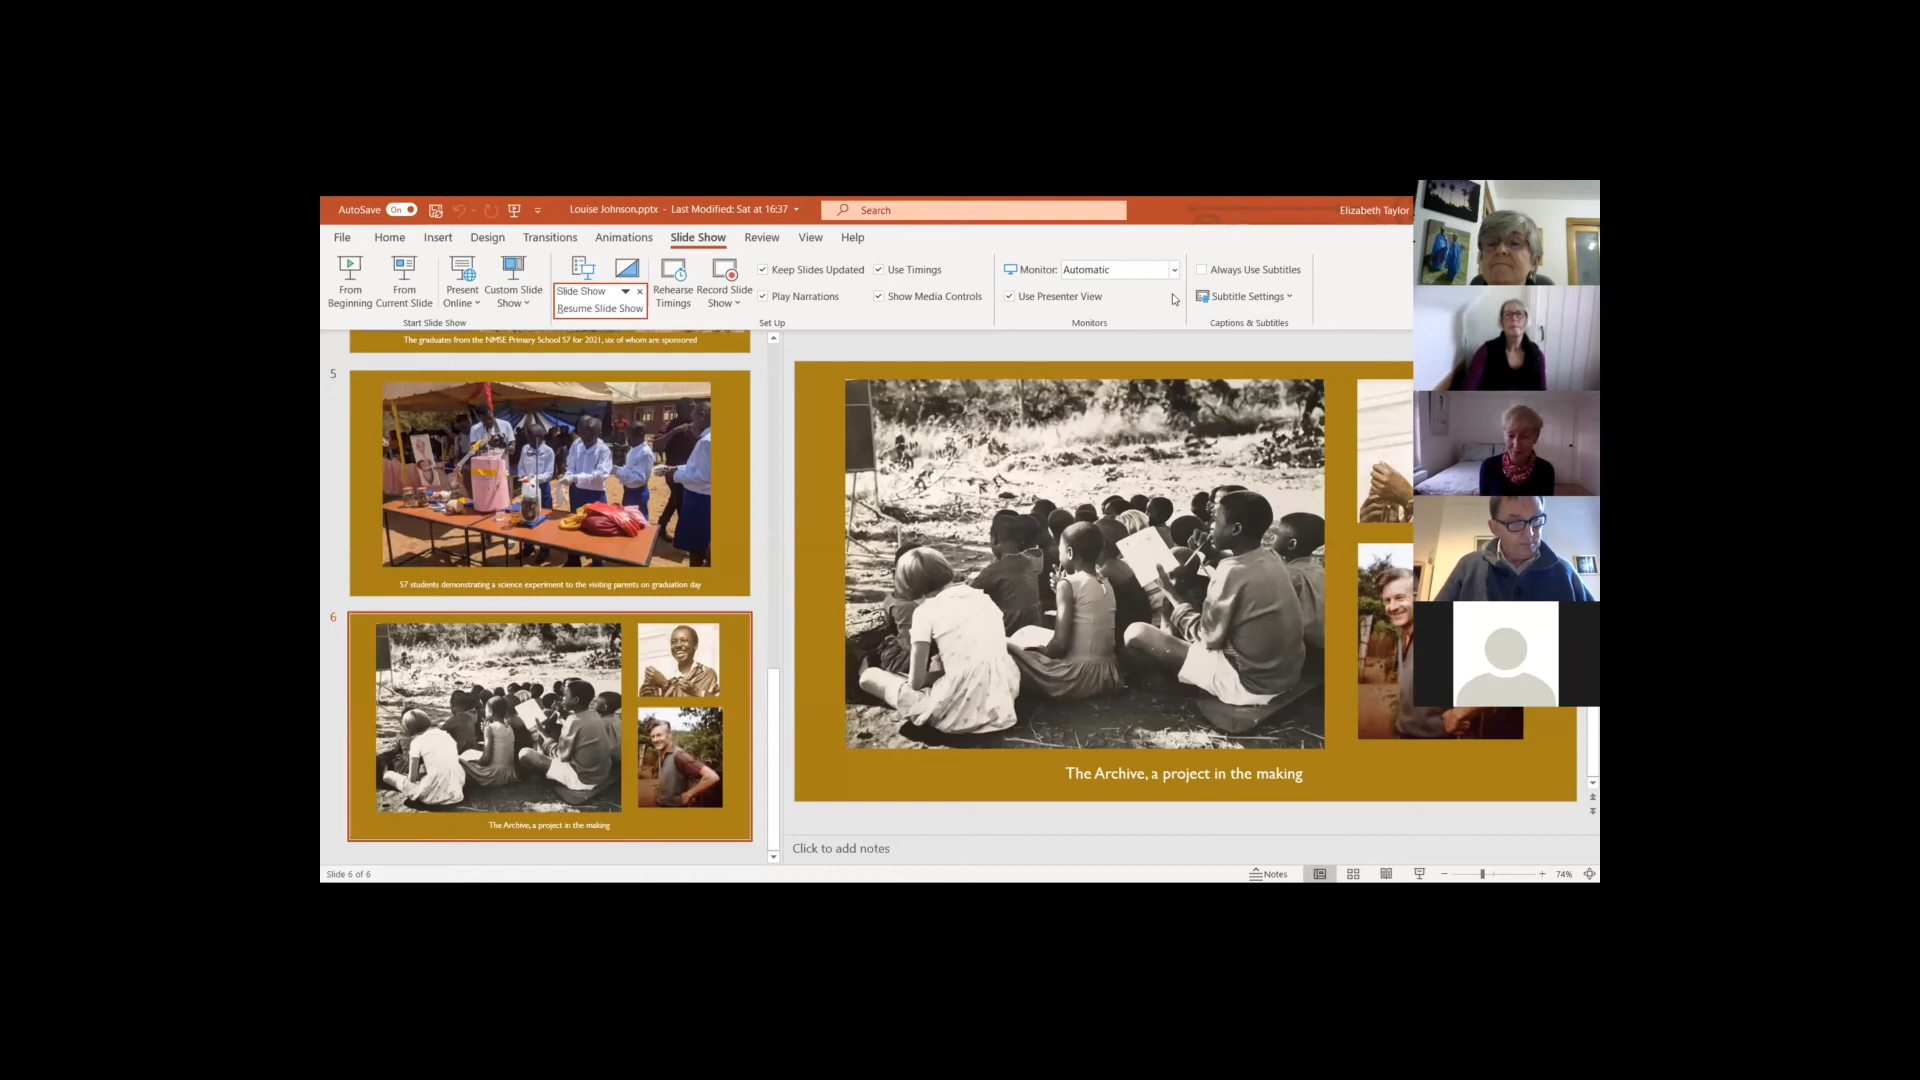 AutoSave On Louise Johnson.pptx - Last Modified: Sat at 16:37 Search Elizabeth Taylor
File Home Insert Design Transitions Animations Slide Show Review View Help
From Beginning
From Current Slide
Present Online
Custom Slide Show
Slide Show
Resume Slide Show
Rehearse Timings
Record Slide Show
Keep Slides Updated
Play Narrations
Use Timings
Show Media Controls
Monitor: Automatic
Use Presenter View
Always Use Subtitles
Subtitle Settings
Start Slide Show Set Up Monitors Captions & Subtitles
The graduates from the NMSE Primary School S7 for 2021, six of whom are sponsored
5
S7 students demonstrating a science experiment to the visiting parents on graduation day
6
The Archive, a project in the making
The Archive, a project in the making
Click to add notes
Slide 6 of 6 Notes 74%